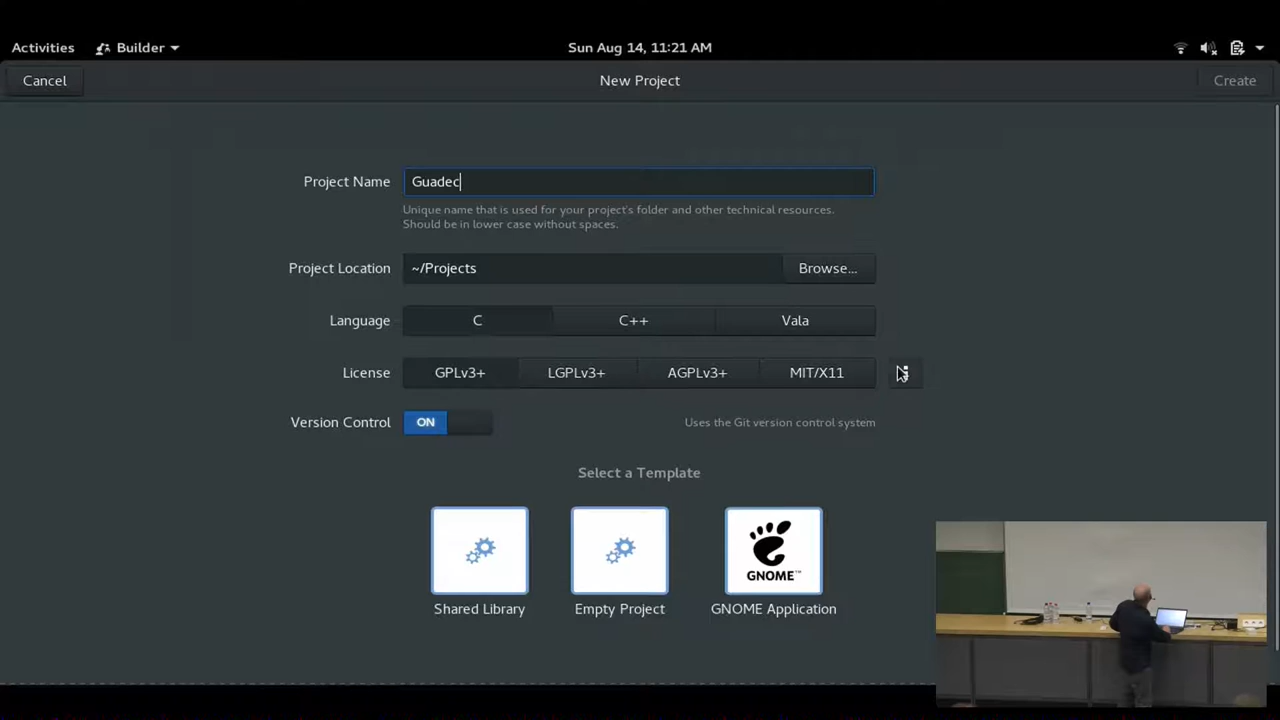 Activities Builder Sun Aug 14, 11:21 AM
Cancel New Project Create
Project Name Guadec
Unique name that is used for your project's folder and other technical resources.
Should be in lower case without spaces.
Project Location ~/Projects Browse...
Language C C++ Vala
License GPLv3+ LGPLv3+ AGPLv3+ MIT/X11
Version Control ON Uses the Git version control system
Select a Template
GNOME™
Shared Library Empty Project GNOME Application